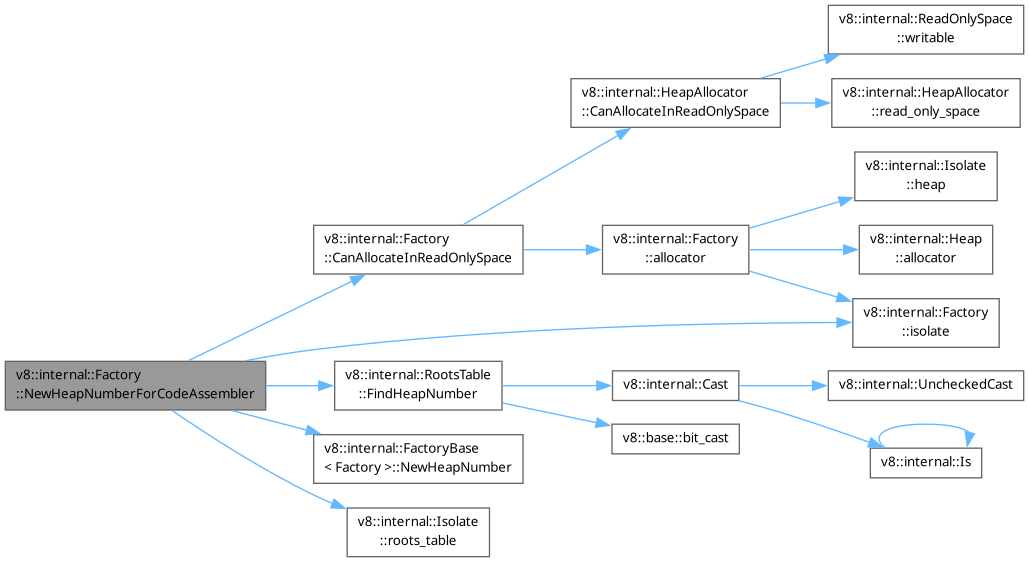 v8::internal::ReadOnlySpace
::writable
v8::internal::HeapAllocator
::CanAllocateInReadOnlySpace
v8::internal::HeapAllocator
::read_only_space
v8::internal::Isolate
::heap
v8::internal::Factory
::CanAllocateInReadOnlySpace
v8::internal::Factory
::allocator
v8::internal::Heap
::allocator
v8::internal::Factory
::isolate
v8::internal::Factory
::NewHeapNumberForCodeAssembler
v8::internal::RootsTable
::FindHeapNumber
v8::internal::Cast
v8::internal::UncheckedCast
v8::base::bit_cast
v8::internal::FactoryBase
< Factory >::NewHeapNumber
v8::internal::Is
v8::internal::Isolate
::roots_table